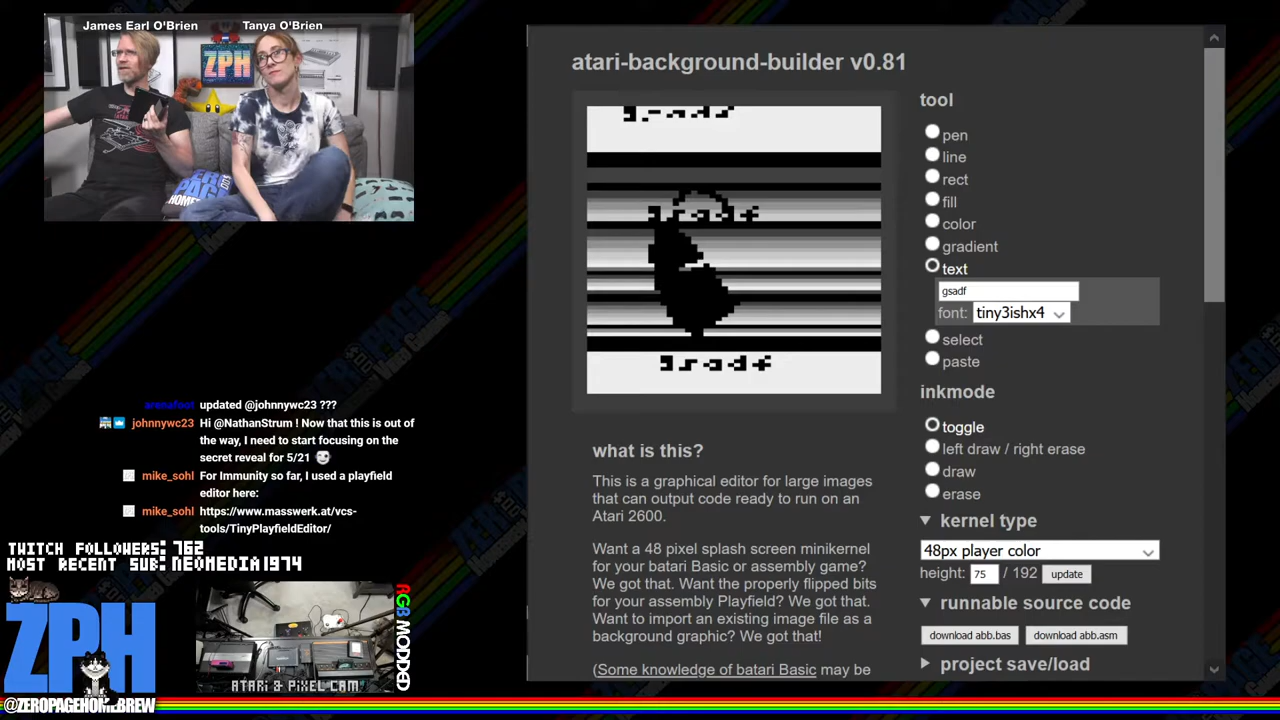 James Earl O'Brien
Tanya O'Brien
ZPH
arenafoot updated @johnnywc23 ???
johnnywc23 Hi @NathanStrum ! Now that this is out of
the way, I need to start focusing on the
secret reveal for 5/21
mike_sohl For Immunity so far, I used a playfield
editor here:
mike_sohl https://www.masswerk.at/vcs-
tools/TinyPlayfieldEditor/
TWITCH FOLLOWERS: 762
MOST RECENT SUB: NEOMEDIA1974
ZPH
@ZEROPAGEHOMEBREW
ATARI & PIXEL CAM
RGB MODDED
atari-background-builder v0.81
gsadf
gsadf
gsadf
what is this?
This is a graphical editor for large images
that can output code ready to run on an
Atari 2600.
Want a 48 pixel splash screen minikernel
for your batari Basic or assembly game?
We got that. Want the properly flipped bits
for your assembly Playfield? We got that.
Want to import an existing image file as a
background graphic? We got that!
(Some knowledge of batari Basic may be
tool
pen
line
rect
fill
color
gradient
text
gsadf
font: tiny3ishx4
select
paste
inkmode
toggle
left draw / right erase
draw
erase
kernel type
48px player color
height: 75 / 192 update
runnable source code
download abb.bas download abb.asm
project save/load